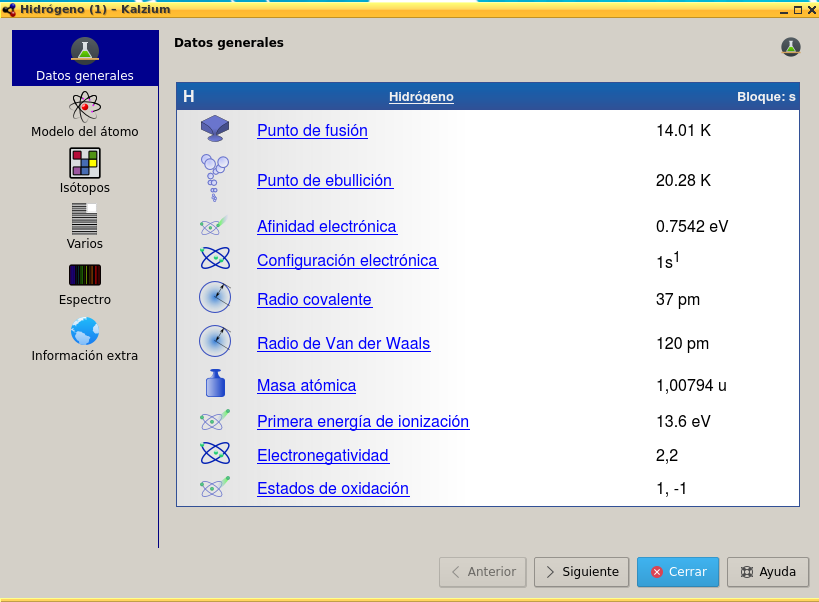 Hidrógeno (1) – Kalzium
Datos generales
Modelo del átomo
Isótopos
Varios
Espectro
Información extra
Datos generales
H Hidrógeno Bloque: s
Punto de fusión 14.01 K
Punto de ebullición 20.28 K
Afinidad electrónica 0.7542 eV
Configuración electrónica 1s¹
Radio covalente 37 pm
Radio de Van der Waals 120 pm
Masa atómica 1,00794 u
Primera energía de ionización 13.6 eV
Electronegatividad 2,2
Estados de oxidación 1, -1
Anterior Siguiente Cerrar Ayuda